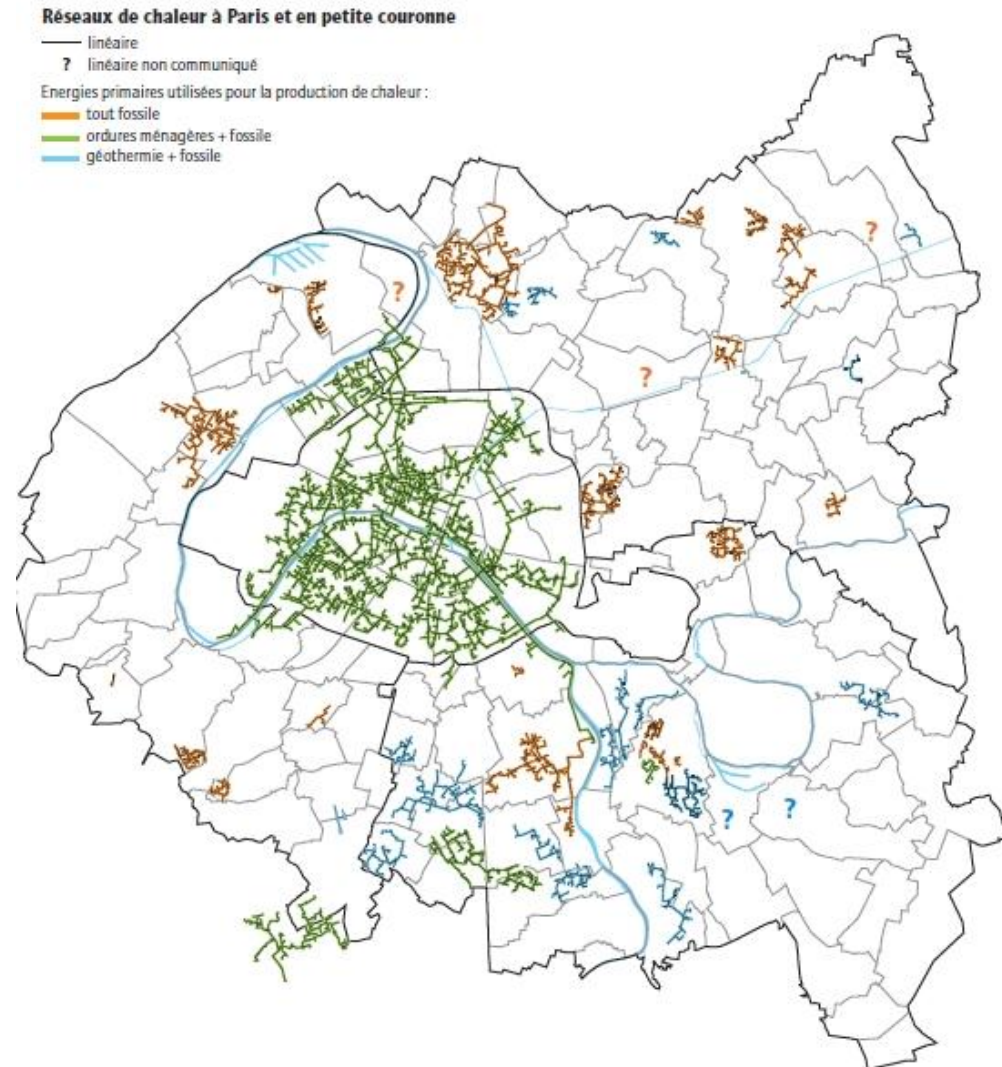 Réseaux de chaleur à Paris et en petite couronne
linéaire
? linéaire non communiqué
Energies primaires utilisées pour la production de chaleur :
tout fossile
ordures ménagères + fossile
géothermie + fossile
?
?
?
?
?